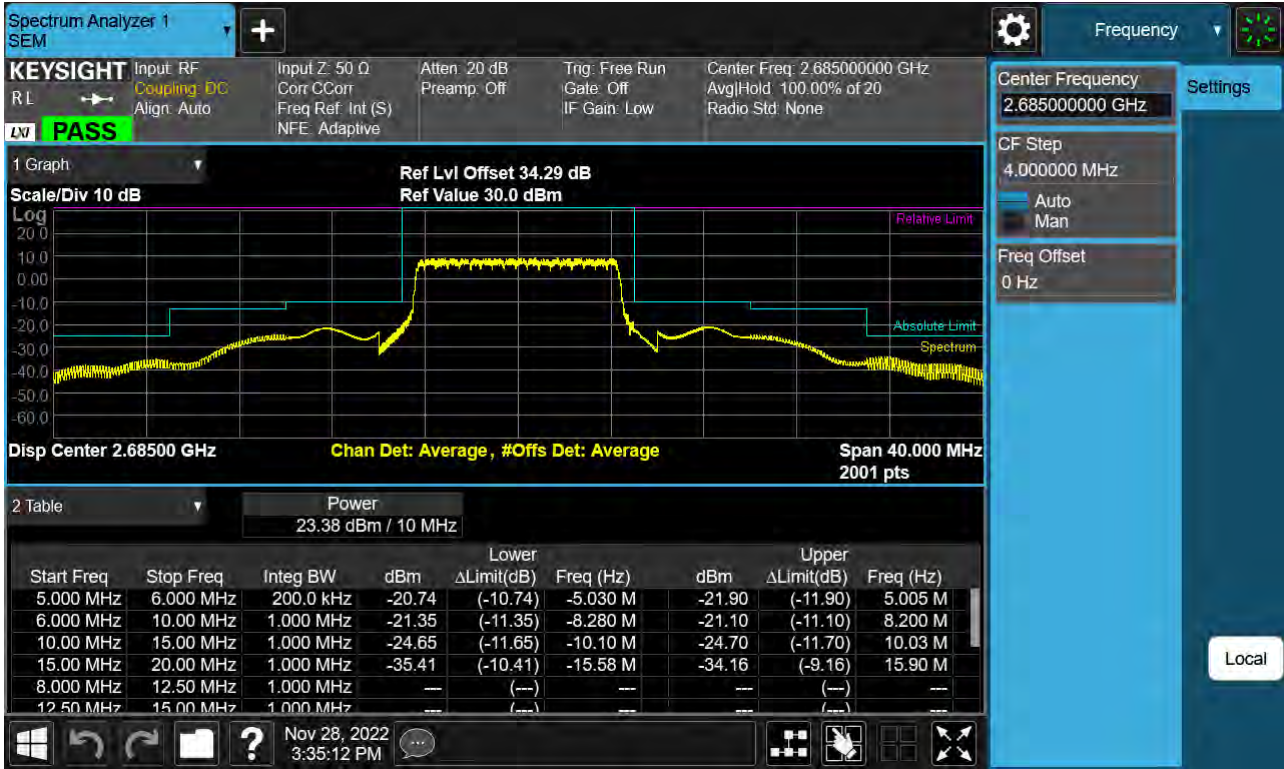 Spectrum Analyzer 1
SEM
+
Frequency
KEYSIGHT
RL
LXI PASS
Input: RF
Coupling: DC
Align: Auto
Input Z: 50 Ω
Corr CCorr
Freq Ref: Int (S)
NFE: Adaptive
Atten: 20 dB
Preamp: Off
Trig: Free Run
Gate: Off
IF Gain: Low
Center Freq: 2.685000000 GHz
Avg|Hold: 100.00% of 20
Radio Std: None
Center Frequency
2.685000000 GHz
Settings
CF Step
4.000000 MHz
Auto
Man
Freq Offset
0 Hz
Local
1 Graph
Scale/Div 10 dB
Ref Lvl Offset 34.29 dB
Ref Value 30.0 dBm
Log
20.0
10.0
0.00
-10.0
-20.0
-30.0
-40.0
-50.0
-60.0
Relative Limit
Absolute Limit
Spectrum
Disp Center 2.68500 GHz
Chan Det: Average, #Offs Det: Average
Span 40.000 MHz
2001 pts
2 Table
Power
23.38 dBm / 10 MHz
Lower Upper
Start Freq Stop Freq Integ BW dBm ΔLimit(dB) Freq (Hz) dBm ΔLimit(dB) Freq (Hz)
5.000 MHz 6.000 MHz 200.0 kHz -20.74 (-10.74) -5.030 M -21.90 (-11.90) 5.005 M
6.000 MHz 10.00 MHz 1.000 MHz -21.35 (-11.35) -8.280 M -21.10 (-11.10) 8.200 M
10.00 MHz 15.00 MHz 1.000 MHz -24.65 (-11.65) -10.10 M -24.70 (-11.70) 10.03 M
15.00 MHz 20.00 MHz 1.000 MHz -35.41 (-10.41) -15.58 M -34.16 (-9.16) 15.90 M
8.000 MHz 12.50 MHz 1.000 MHz --- (---) --- --- (---) ---
12.50 MHz 15.00 MHz 1.000 MHz --- (---) --- --- (---) ---
?
Nov 28, 2022
3:35:12 PM